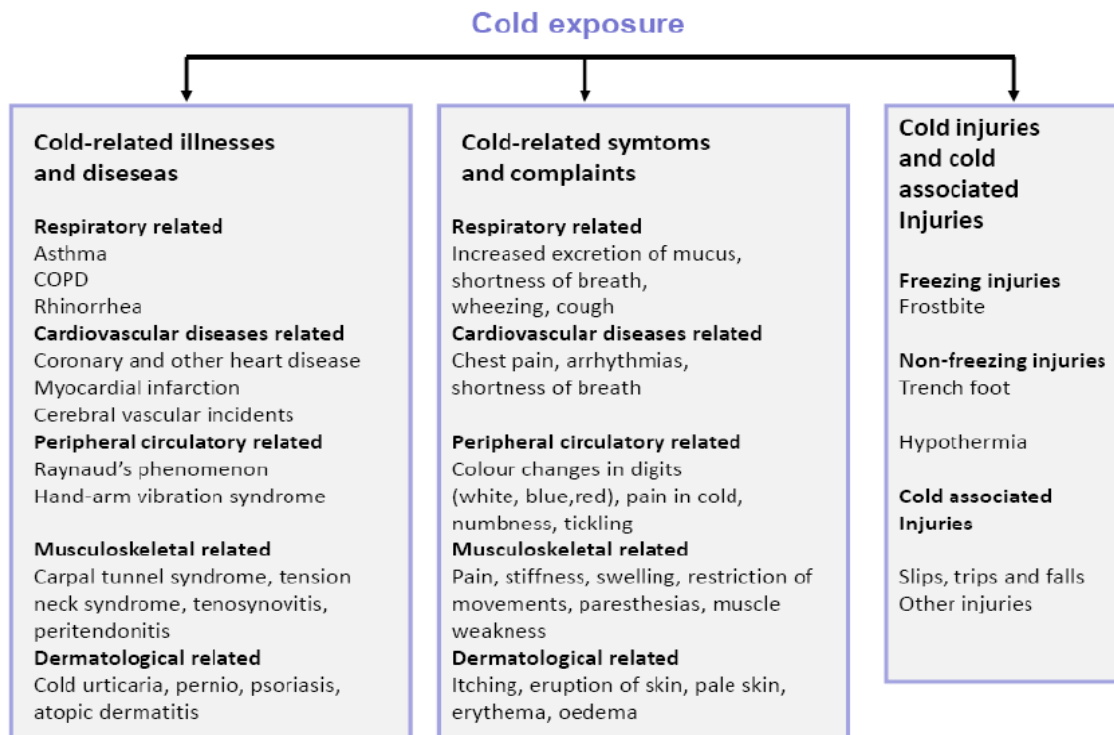 Cold exposure
Cold-related illnesses
and diseseas
Respiratory related
Asthma
COPD
Rhinorrhea
Cardiovascular diseases related
Coronary and other heart disease
Myocardial infarction
Cerebral vascular incidents
Peripheral circulatory related
Raynaud’s phenomenon
Hand-arm vibration syndrome
Musculoskeletal related
Carpal tunnel syndrome, tension
neck syndrome, tenosynovitis,
peritendonitis
Dermatological related
Cold urticaria, pernio, psoriasis,
atopic dermatitis
Cold-related symtoms
and complaints
Respiratory related
Increased excretion of mucus,
shortness of breath,
wheezing, cough
Cardiovascular diseases related
Chest pain, arrhythmias,
shortness of breath
Peripheral circulatory related
Colour changes in digits
(white, blue,red), pain in cold,
numbness, tickling
Musculoskeletal related
Pain, stiffness, swelling, restriction of
movements, paresthesias, muscle
weakness
Dermatological related
Itching, eruption of skin, pale skin,
erythema, oedema
Cold injuries
and cold
associated
Injuries
Freezing injuries
Frostbite
Non-freezing injuries
Trench foot
Hypothermia
Cold associated
Injuries
Slips, trips and falls
Other injuries